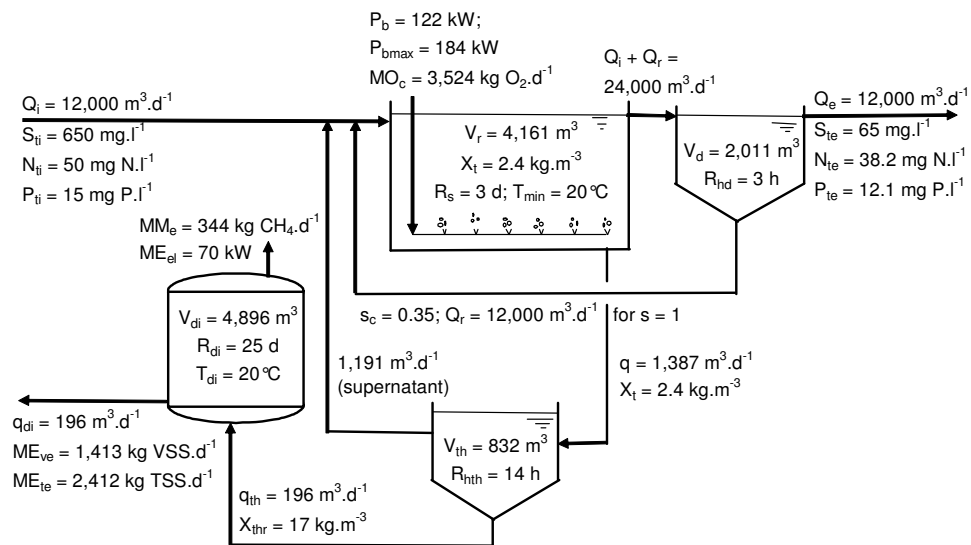 P_b = 122 kW;
P_bmax = 184 kW
MO_c = 3,524 kg O₂.d⁻¹
Q_i + Q_r =
24,000 m³.d⁻¹
Q_i = 12,000 m³.d⁻¹
S_ti = 650 mg.l⁻¹
N_ti = 50 mg N.l⁻¹
P_ti = 15 mg P.l⁻¹
V_r = 4,161 m³
X_t = 2.4 kg.m⁻³
R_s = 3 d; T_min = 20°C
V_d = 2,011 m³
R_hd = 3 h
Q_e = 12,000 m³.d⁻¹
S_te = 65 mg.l⁻¹
N_te = 38.2 mg N.l⁻¹
P_te = 12.1 mg P.l⁻¹
MM_e = 344 kg CH₄.d⁻¹
ME_el = 70 kW
V_di = 4,896 m³
R_di = 25 d
T_di = 20°C
s_c = 0.35; Q_r = 12,000 m³.d⁻¹ for s = 1
1,191 m³.d⁻¹
(supernatant)
q = 1,387 m³.d⁻¹
X_t = 2.4 kg.m⁻³
q_di = 196 m³.d⁻¹
ME_ve = 1,413 kg VSS.d⁻¹
ME_te = 2,412 kg TSS.d⁻¹
V_th = 832 m³
R_hth = 14 h
q_th = 196 m³.d⁻¹
X_thr = 17 kg.m⁻³